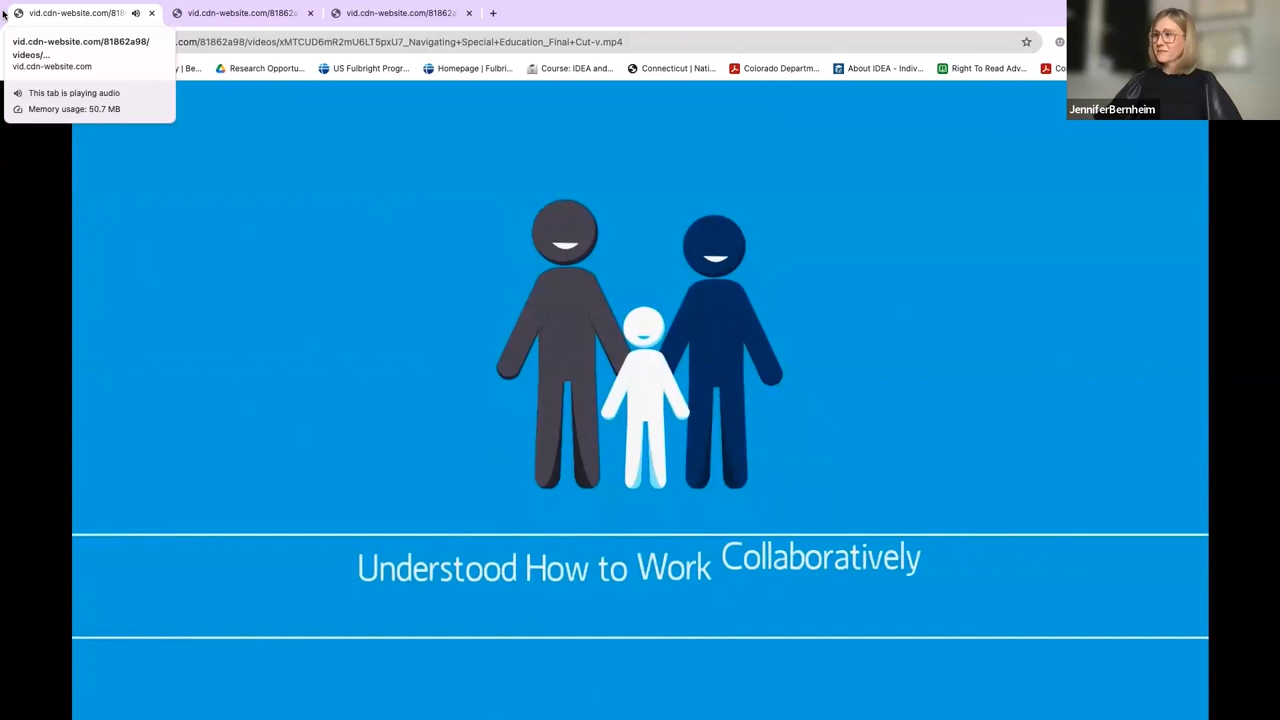 vid.cdn-website.com/818
vid.cdn-website.com/81862a
vid.cdn-website.com/81862a
vid.cdn-website.com/81862a98/
videos/...
vid.cdn-website.com
This tab is playing audio
Memory usage: 50.7 MB
.com/81862a98/videos/xMTCUD6mR2mU6LT5pxU7_Navigating+Special+Education_Final+Cut-v.mp4
y (Be...
Research Opportu...
US Fulbright Progr...
Homepage | Fulbri...
Course: IDEA and...
Connecticut | Nati...
Colorado Departm...
About IDEA - Indiv...
Right To Read Adv...
Co
JenniferBernheim
Understood How to Work Collaboratively